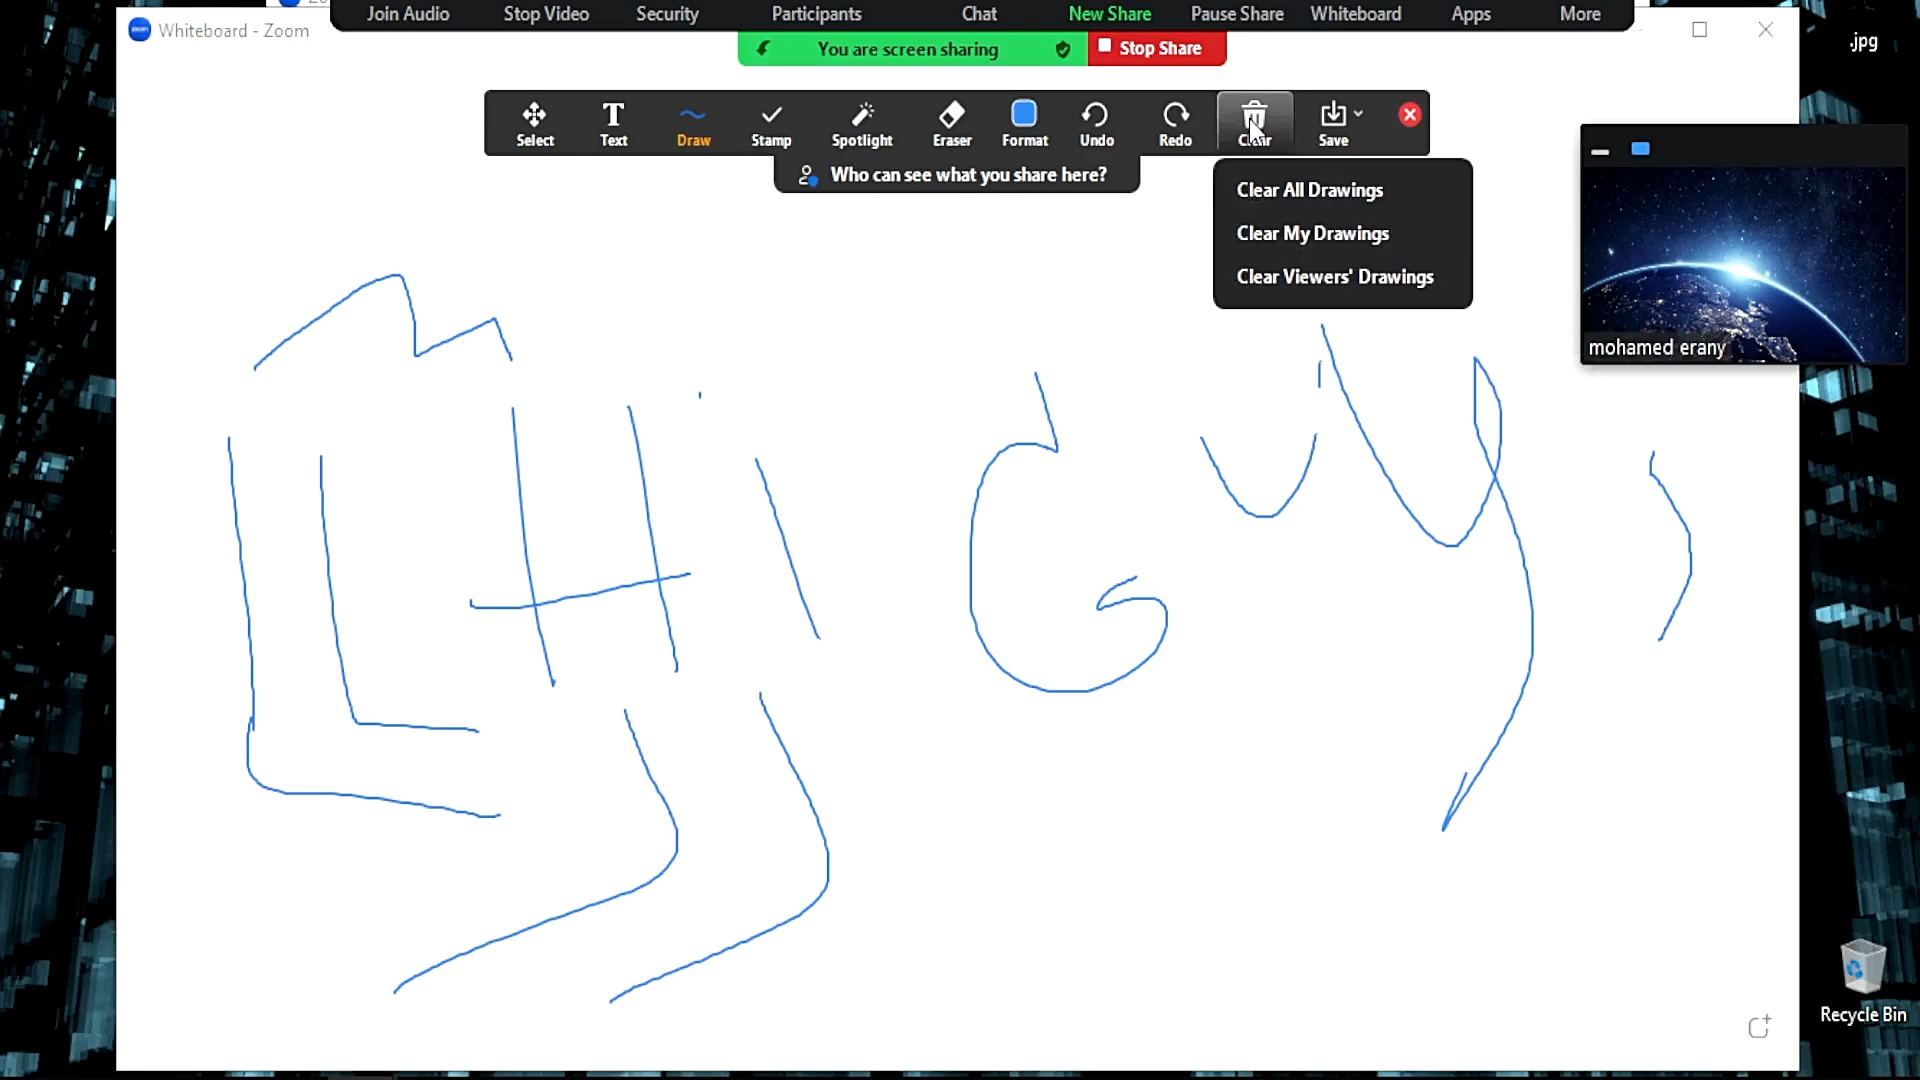 Join Audio Stop Video Security Participants Chat New Share Pause Share Whiteboard Apps More
Whiteboard - Zoom
.jpg
You are screen sharing Stop Share
Select Text Draw Stamp Spotlight Eraser Format Undo Redo Clear Save
Who can see what you share here?
Clear All Drawings
Clear My Drawings
Clear Viewers' Drawings
mohamed erany
Hi Guys
Recycle Bin